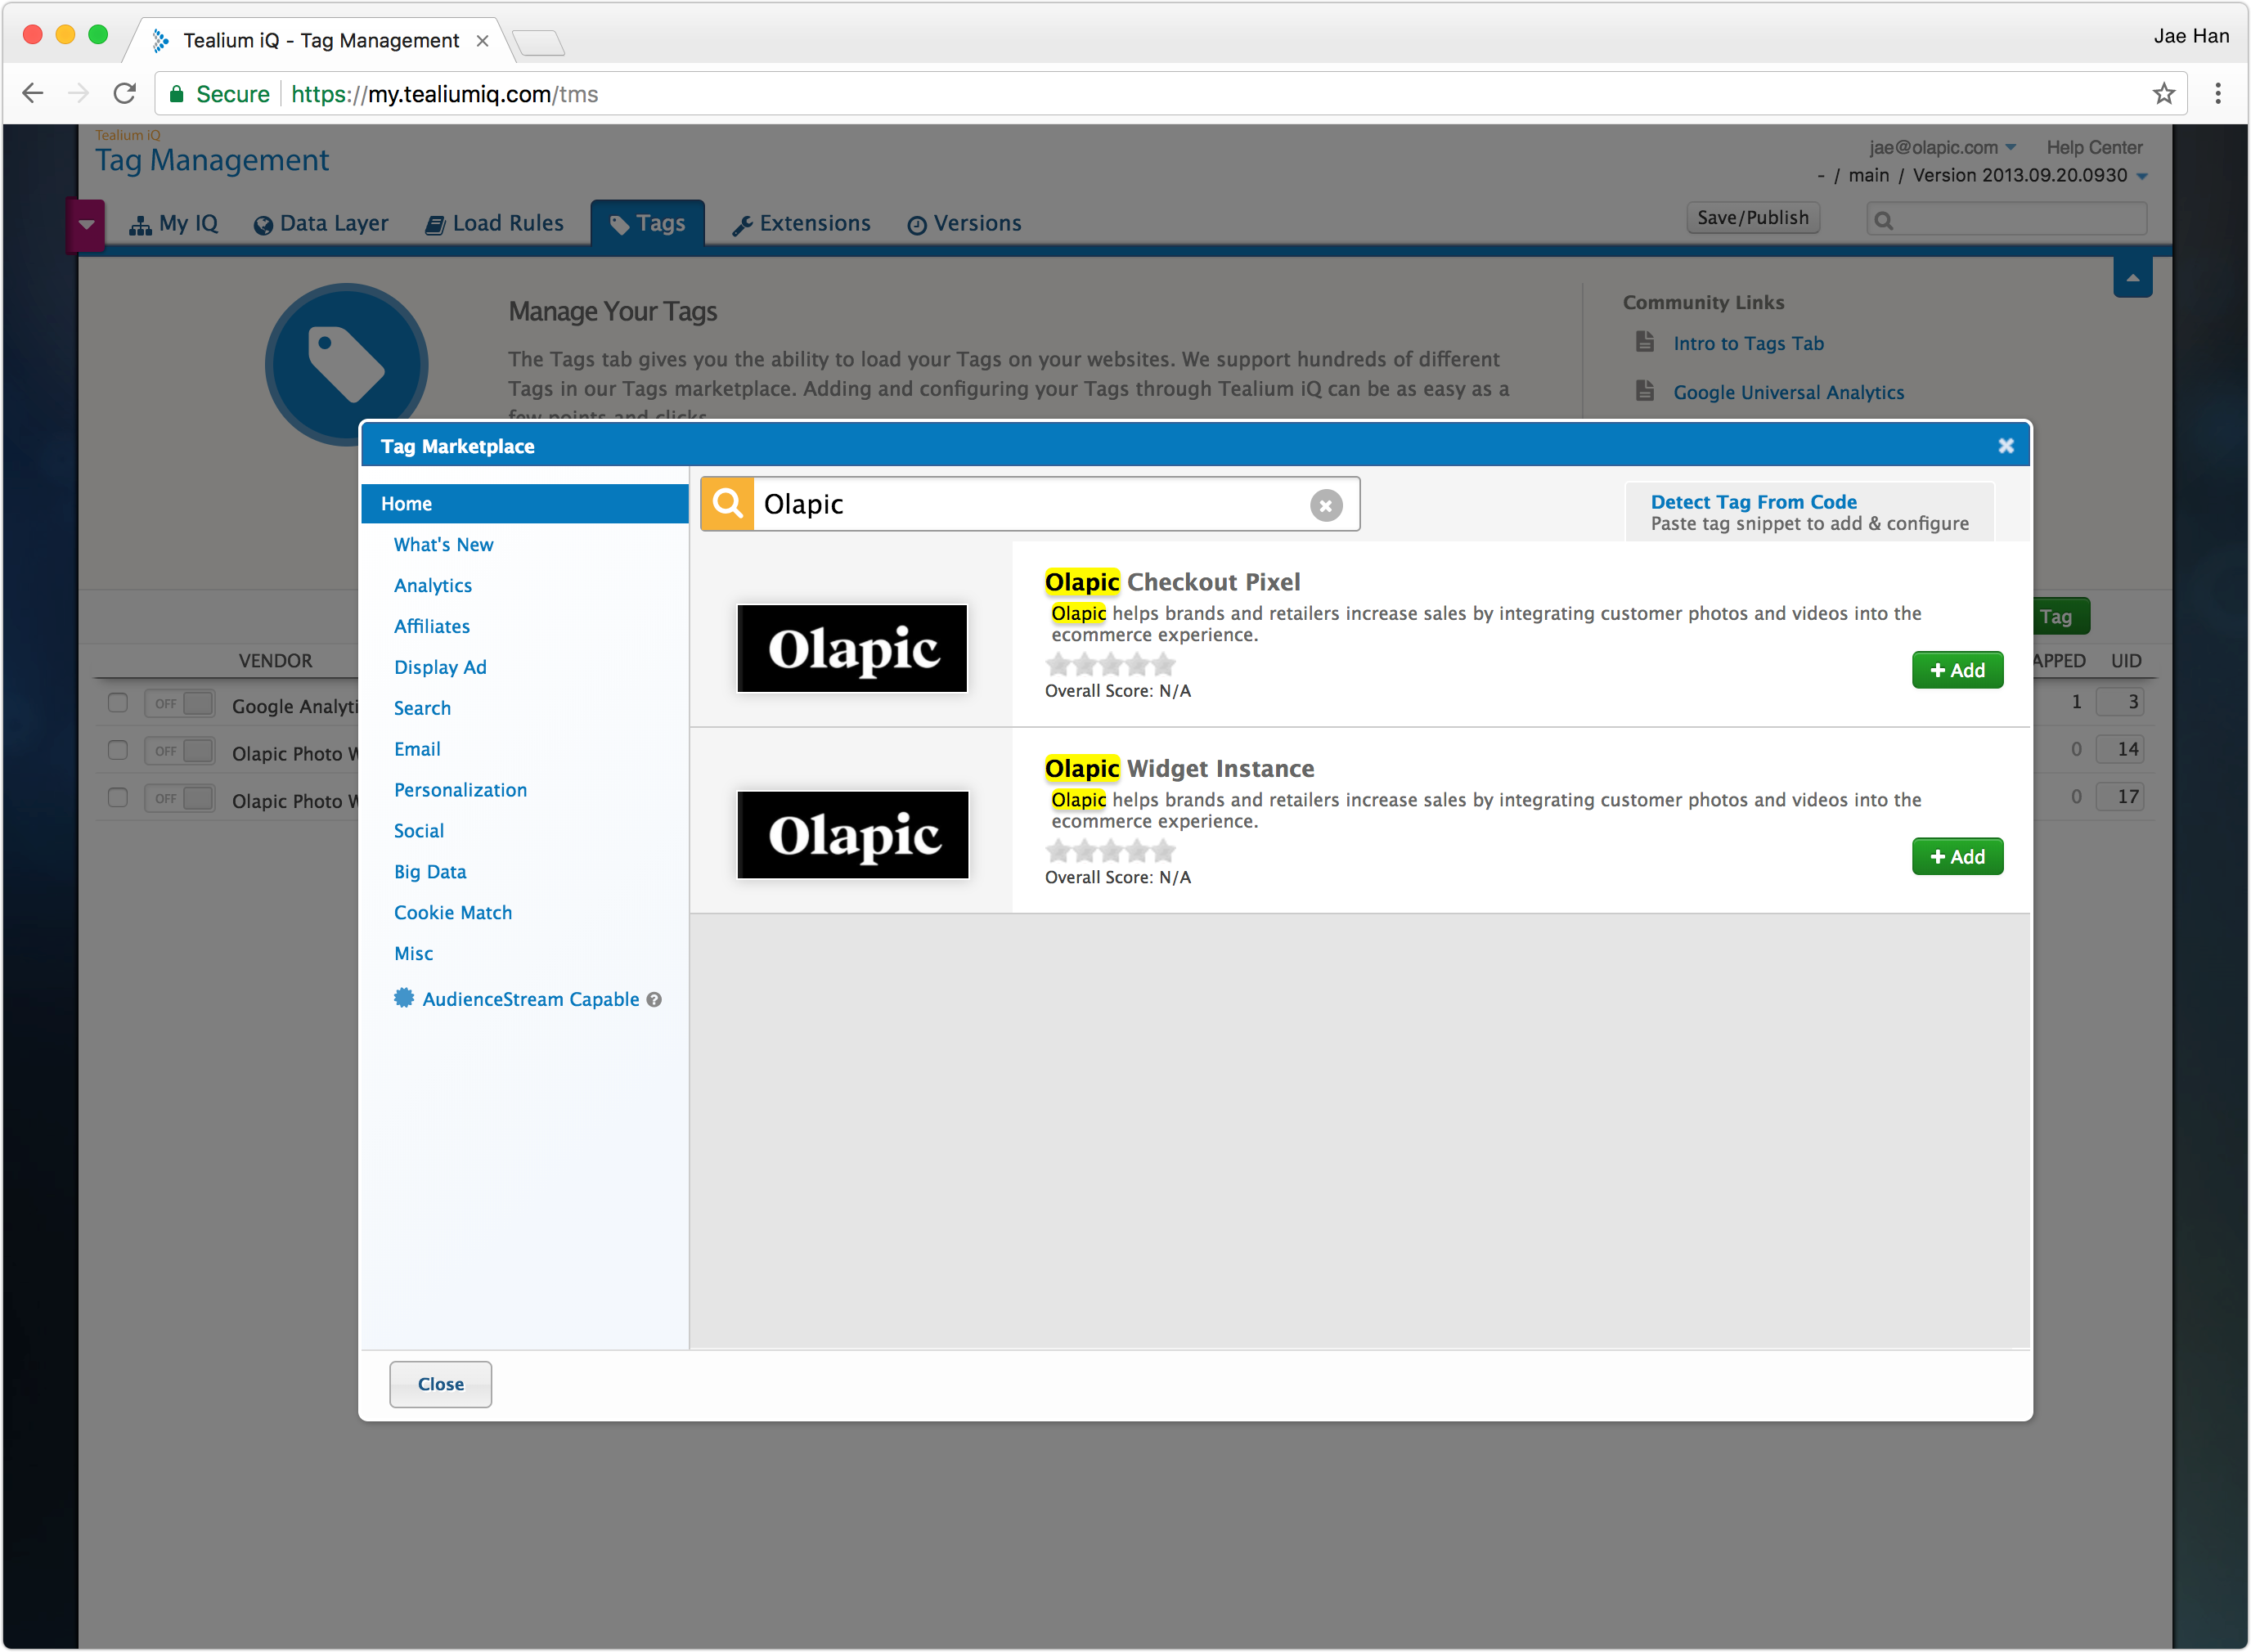 Tealium iQ - Tag Management
Jae Han
Secure https://my.tealiumiq.com/tms
Tealium iQ
Tag Management
jae@olapic.com Help Center
- / main / Version 2013.09.20.0930
My IQ Data Layer Load Rules Tags Extensions Versions
Save/Publish
Manage Your Tags
The Tags tab gives you the ability to load your Tags on your websites. We support hundreds of different
Tags in our Tags marketplace. Adding and configuring your Tags through Tealium iQ can be as easy as a
few points and clicks.
Community Links
Intro to Tags Tab
Google Universal Analytics
Tag
VENDOR
APPED UID
OFF Google Analyti
1 3
OFF Olapic Photo W
0 14
OFF Olapic Photo W
0 17
Tag Marketplace
Home
What's New
Analytics
Affiliates
Display Ad
Search
Email
Personalization
Social
Big Data
Cookie Match
Misc
AudienceStream Capable ?
Olapic
Detect Tag From Code
Paste tag snippet to add & configure
Olapic
Olapic Checkout Pixel
Olapic helps brands and retailers increase sales by integrating customer photos and videos into the
ecommerce experience.
Overall Score: N/A
+ Add
Olapic
Olapic Widget Instance
Olapic helps brands and retailers increase sales by integrating customer photos and videos into the
ecommerce experience.
Overall Score: N/A
+ Add
Close